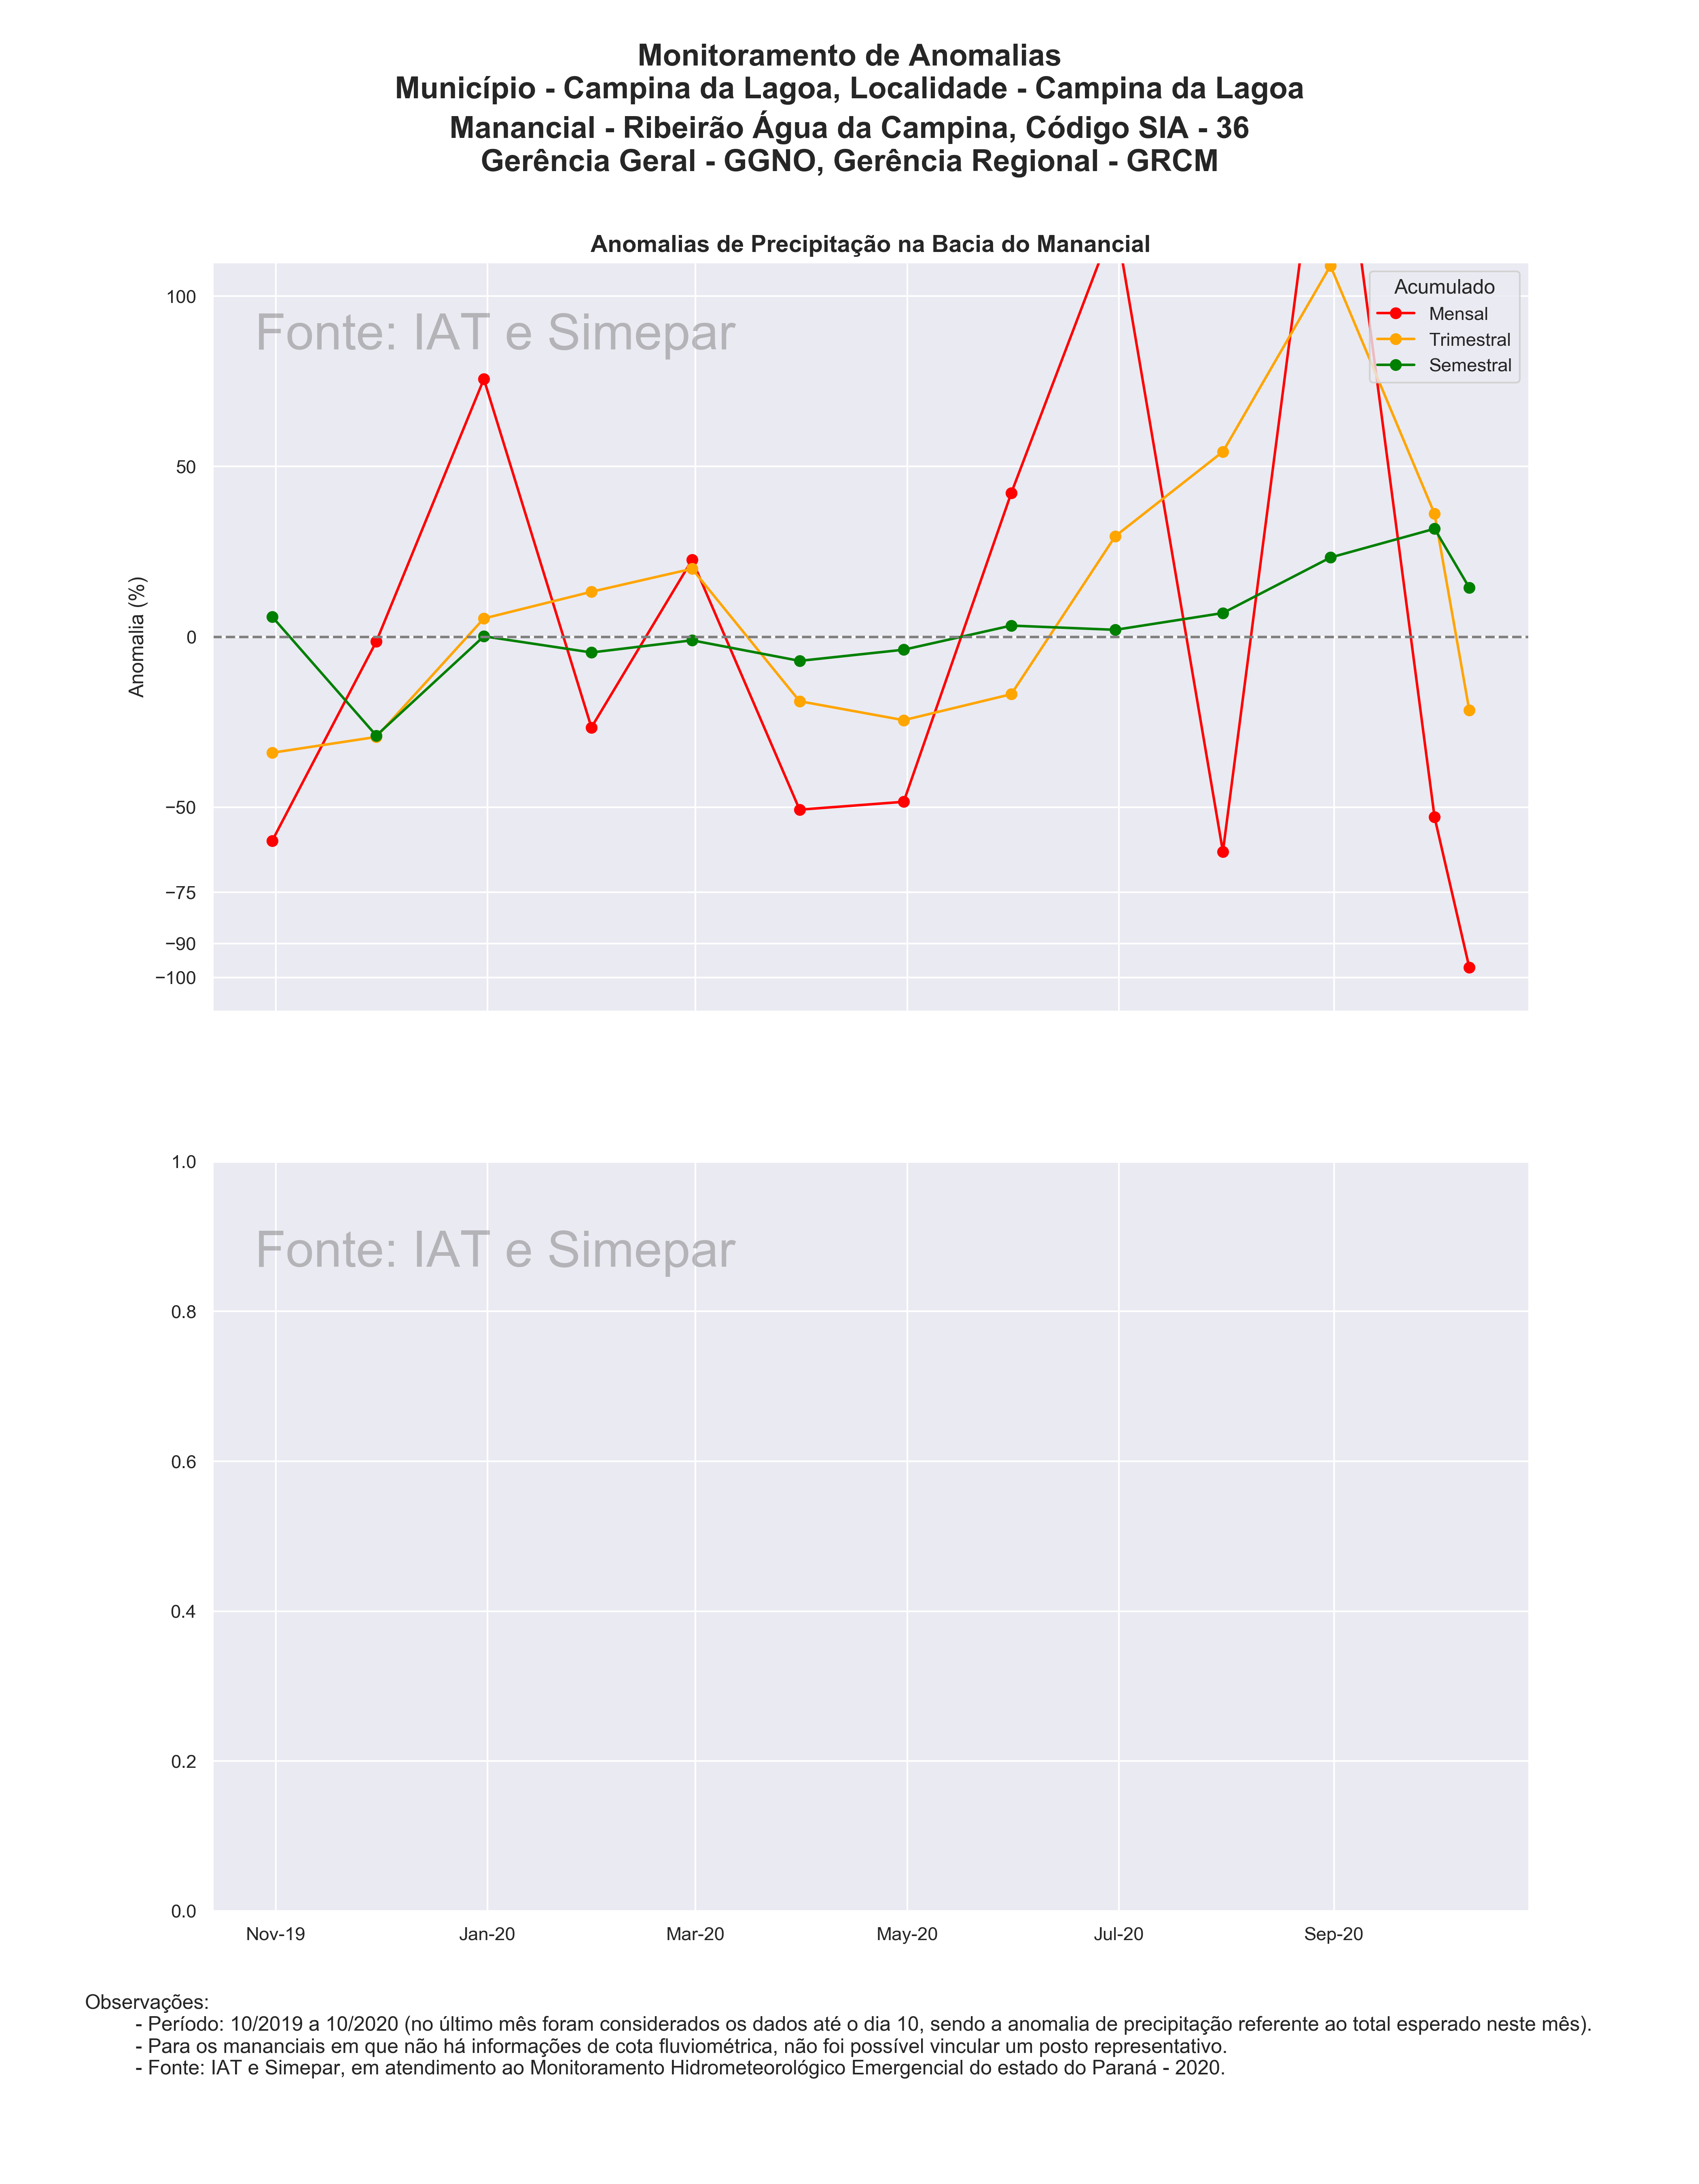 Monitoramento de Anomalias
Município - Campina da Lagoa, Localidade - Campina da Lagoa
Manancial - Ribeirão Água da Campina, Código SIA - 36
Gerência Geral - GGNO, Gerência Regional - GRCM
Anomalias de Precipitação na Bacia do Manancial
Fonte: IAT e Simepar
Acumulado
Mensal
Trimestral
Semestral
Anomalia (%)
100
50
0
−50
−75
−90
−100
Fonte: IAT e Simepar
1.0
0.8
0.6
0.4
0.2
0.0
Nov-19 Jan-20 Mar-20 May-20 Jul-20 Sep-20
Observações:
- Período: 10/2019 a 10/2020 (no último mês foram considerados os dados até o dia 10, sendo a anomalia de precipitação referente ao total esperado neste mês).
- Para os mananciais em que não há informações de cota fluviométrica, não foi possível vincular um posto representativo.
- Fonte: IAT e Simepar, em atendimento ao Monitoramento Hidrometeorológico Emergencial do estado do Paraná - 2020.